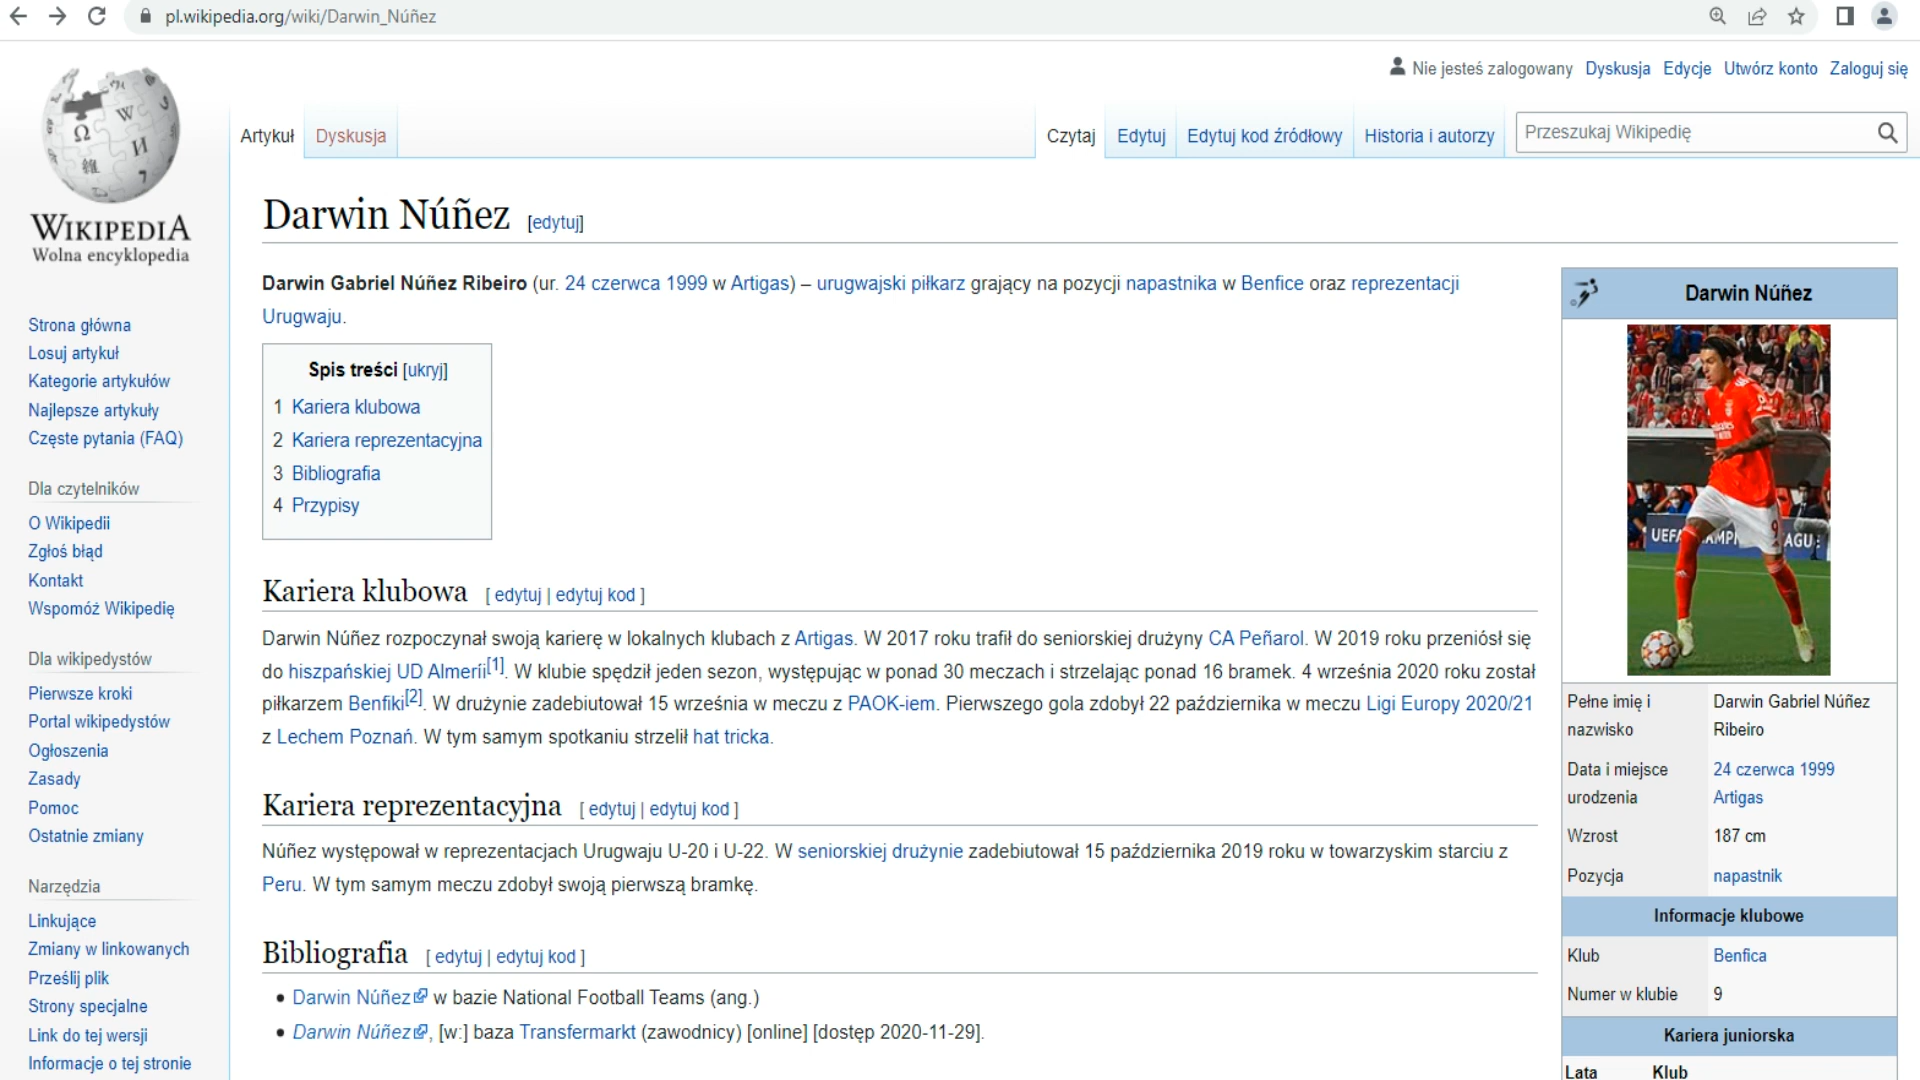 pl.wikipedia.org/wiki/Darwin_Núñez
Nie jesteś zalogowany Dyskusja Edycje Utwórz konto Zaloguj się
Artykuł Dyskusja Czytaj Edytuj Edytuj kod źródłowy Historia i autorzy Przeszukaj Wikipedię
WIKIPEDIA
Wolna encyklopedia
Strona główna
Losuj artykuł
Kategorie artykułów
Najlepsze artykuły
Częste pytania (FAQ)
Dla czytelników
O Wikipedii
Zgłoś błąd
Kontakt
Wspomóż Wikipedię
Dla wikipedystów
Pierwsze kroki
Portal wikipedystów
Ogłoszenia
Zasady
Pomoc
Ostatnie zmiany
Narzędzia
Linkujące
Zmiany w linkowanych
Prześlij plik
Strony specjalne
Link do tej wersji
Informacje o tej stronie
Darwin Núñez [edytuj]
Darwin Gabriel Núñez Ribeiro (ur. 24 czerwca 1999 w Artigas) – urugwajski piłkarz grający na pozycji napastnika w Benfice oraz reprezentacji
Urugwaju.
Spis treści [ukryj]
1 Kariera klubowa
2 Kariera reprezentacyjna
3 Bibliografia
4 Przypisy
Kariera klubowa [ edytuj | edytuj kod ]
Darwin Núñez rozpoczynał swoją karierę w lokalnych klubach z Artigas. W 2017 roku trafił do seniorskiej drużyny CA Peñarol. W 2019 roku przeniósł się
do hiszpańskiej UD Almeríi[1]. W klubie spędził jeden sezon, występując w ponad 30 meczach i strzelając ponad 16 bramek. 4 września 2020 roku został
piłkarzem Benfiki[2]. W drużynie zadebiutował 15 września w meczu z PAOK-iem. Pierwszego gola zdobył 22 października w meczu Ligi Europy 2020/21
z Lechem Poznań. W tym samym spotkaniu strzelił hat tricka.
Kariera reprezentacyjna [ edytuj | edytuj kod ]
Núñez występował w reprezentacjach Urugwaju U-20 i U-22. W seniorskiej drużynie zadebiutował 15 października 2019 roku w towarzyskim starciu z
Peru. W tym samym meczu zdobył swoją pierwszą bramkę.
Bibliografia [ edytuj | edytuj kod ]
• Darwin Núñez w bazie National Football Teams (ang.)
• Darwin Núñez, [w:] baza Transfermarkt (zawodnicy) [online] [dostęp 2020-11-29].
Darwin Núñez
UEFA
Pełne imię i nazwisko Darwin Gabriel Núñez Ribeiro
Data i miejsce urodzenia 24 czerwca 1999 Artigas
Wzrost 187 cm
Pozycja napastnik
Informacje klubowe
Klub Benfica
Numer w klubie 9
Kariera juniorska
Lata Klub